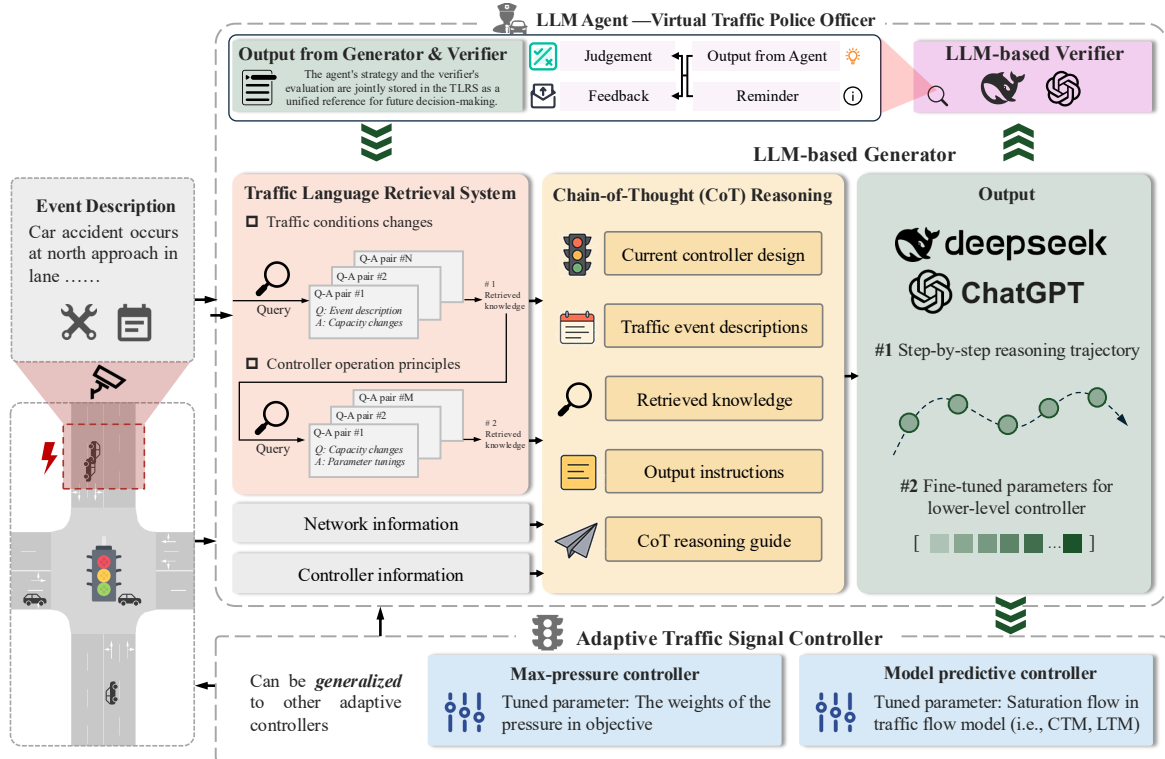 LLM Agent —Virtual Traffic Police Officer
Output from Generator & Verifier
The agent's strategy and the verifier's
evaluation are jointly stored in the TLRS as a
unified reference for future decision-making.
Judgement
Output from Agent
Feedback
Reminder
LLM-based Verifier
LLM-based Generator
Event Description
Car accident occurs
at north approach in
lane ……
Traffic Language Retrieval System
Traffic conditions changes
Query
Q-A pair #N
Q-A pair #2
Q-A pair #1
Q: Event description
A: Capacity changes
# 1
Retrieved
knowledge
Controller operation principles
Query
Q-A pair #M
Q-A pair #2
Q-A pair #1
Q: Capacity changes
A: Parameter tunings
# 2
Retrieved
knowledge
Network information
Controller information
Chain-of-Thought (CoT) Reasoning
Current controller design
Traffic event descriptions
Retrieved knowledge
Output instructions
CoT reasoning guide
Output
deepseek
ChatGPT
#1 Step-by-step reasoning trajectory
#2 Fine-tuned parameters for
lower-level controller
[ ... ]
Adaptive Traffic Signal Controller
Can be generalized
to other adaptive
controllers
Max-pressure controller
Tuned parameter: The weights of the
pressure in objective
Model predictive controller
Tuned parameter: Saturation flow in
traffic flow model (i.e., CTM, LTM)